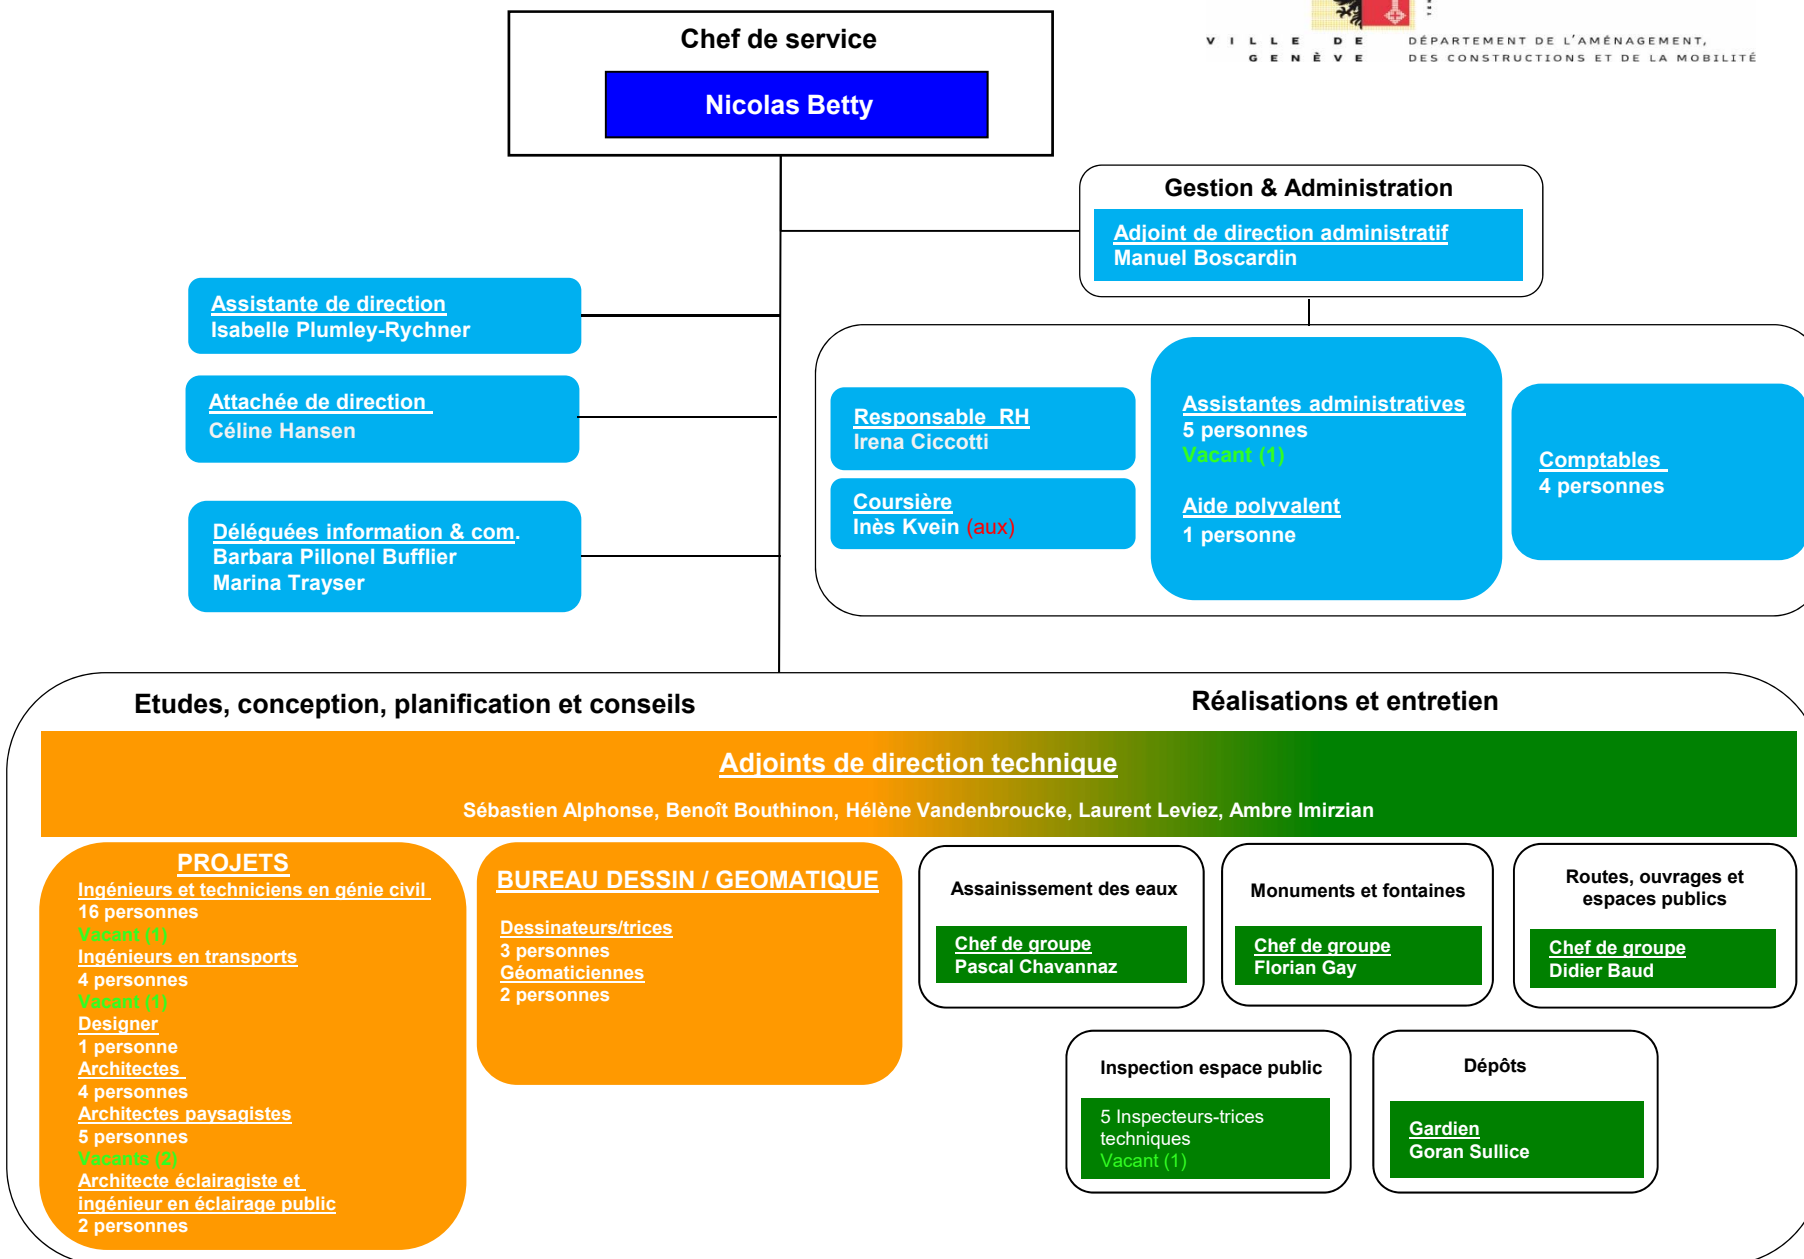 Chef de service
Nicolas Betty
VILLE DE
GENÈVE
DÉPARTEMENT DE L'AMÉNAGEMENT,
DES CONSTRUCTIONS ET DE LA MOBILITÉ
Gestion & Administration
Adjoint de direction administratif
Manuel Boscardin
Assistante de direction
Isabelle Plumley-Rychner
Attachée de direction
Céline Hansen
Déléguées information & com.
Barbara Pillonel Bufflier
Marina Trayser
Responsable RH
Irena Ciccotti
Coursière
Inès Kvein (aux)
Assistantes administratives
5 personnes
Vacant (1)
Aide polyvalent
1 personne
Comptables
4 personnes
Etudes, conception, planification et conseils
Réalisations et entretien
Adjoints de direction technique
Sébastien Alphonse, Benoît Bouthinon, Hélène Vandenbroucke, Laurent Leviez, Ambre Imirzian
PROJETS
Ingénieurs et techniciens en génie civil
16 personnes
Vacant (1)
Ingénieurs en transports
4 personnes
Vacant (1)
Designer
1 personne
Architectes
4 personnes
Architectes paysagistes
5 personnes
Vacants (2)
Architecte éclairagiste et
ingénieur en éclairage public
2 personnes
BUREAU DESSIN / GEOMATIQUE
Dessinateurs/trices
3 personnes
Géomaticiennes
2 personnes
Assainissement des eaux
Chef de groupe
Pascal Chavannaz
Monuments et fontaines
Chef de groupe
Florian Gay
Routes, ouvrages et
espaces publics
Chef de groupe
Didier Baud
Inspection espace public
5 Inspecteurs-trices
techniques
Vacant (1)
Dépôts
Gardien
Goran Sullice